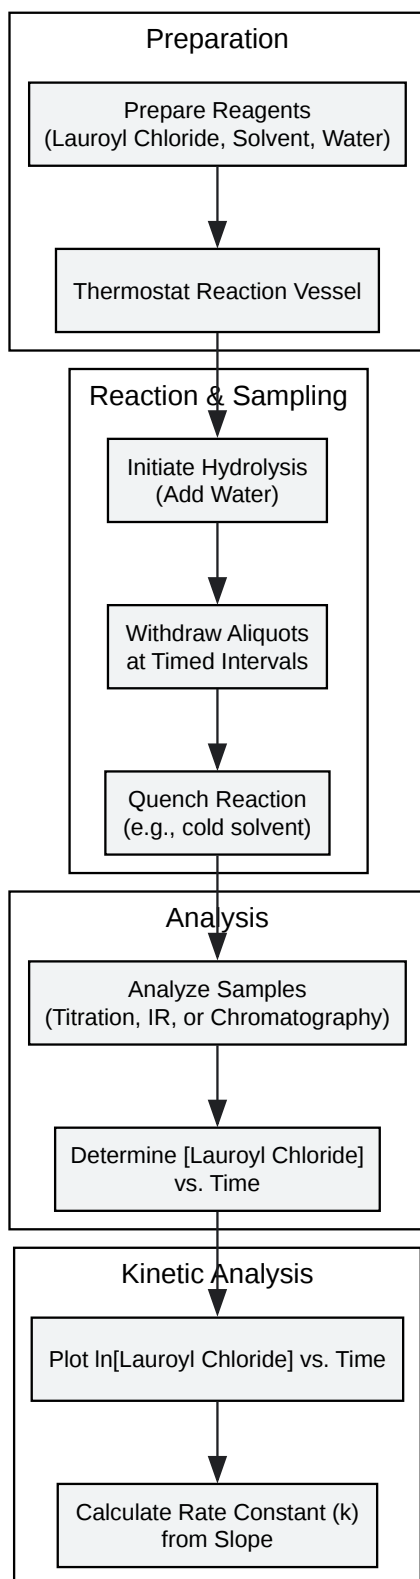 Preparation
Prepare Reagents
(Lauroyl Chloride, Solvent, Water)
Thermostat Reaction Vessel
Reaction & Sampling
Initiate Hydrolysis
(Add Water)
Withdraw Aliquots
at Timed Intervals
Quench Reaction
(e.g., cold solvent)
Analysis
Analyze Samples
(Titration, IR, or Chromatography)
Determine [Lauroyl Chloride]
vs. Time
Kinetic Analysis
Plot ln[Lauroyl Chloride] vs. Time
Calculate Rate Constant (k)
from Slope